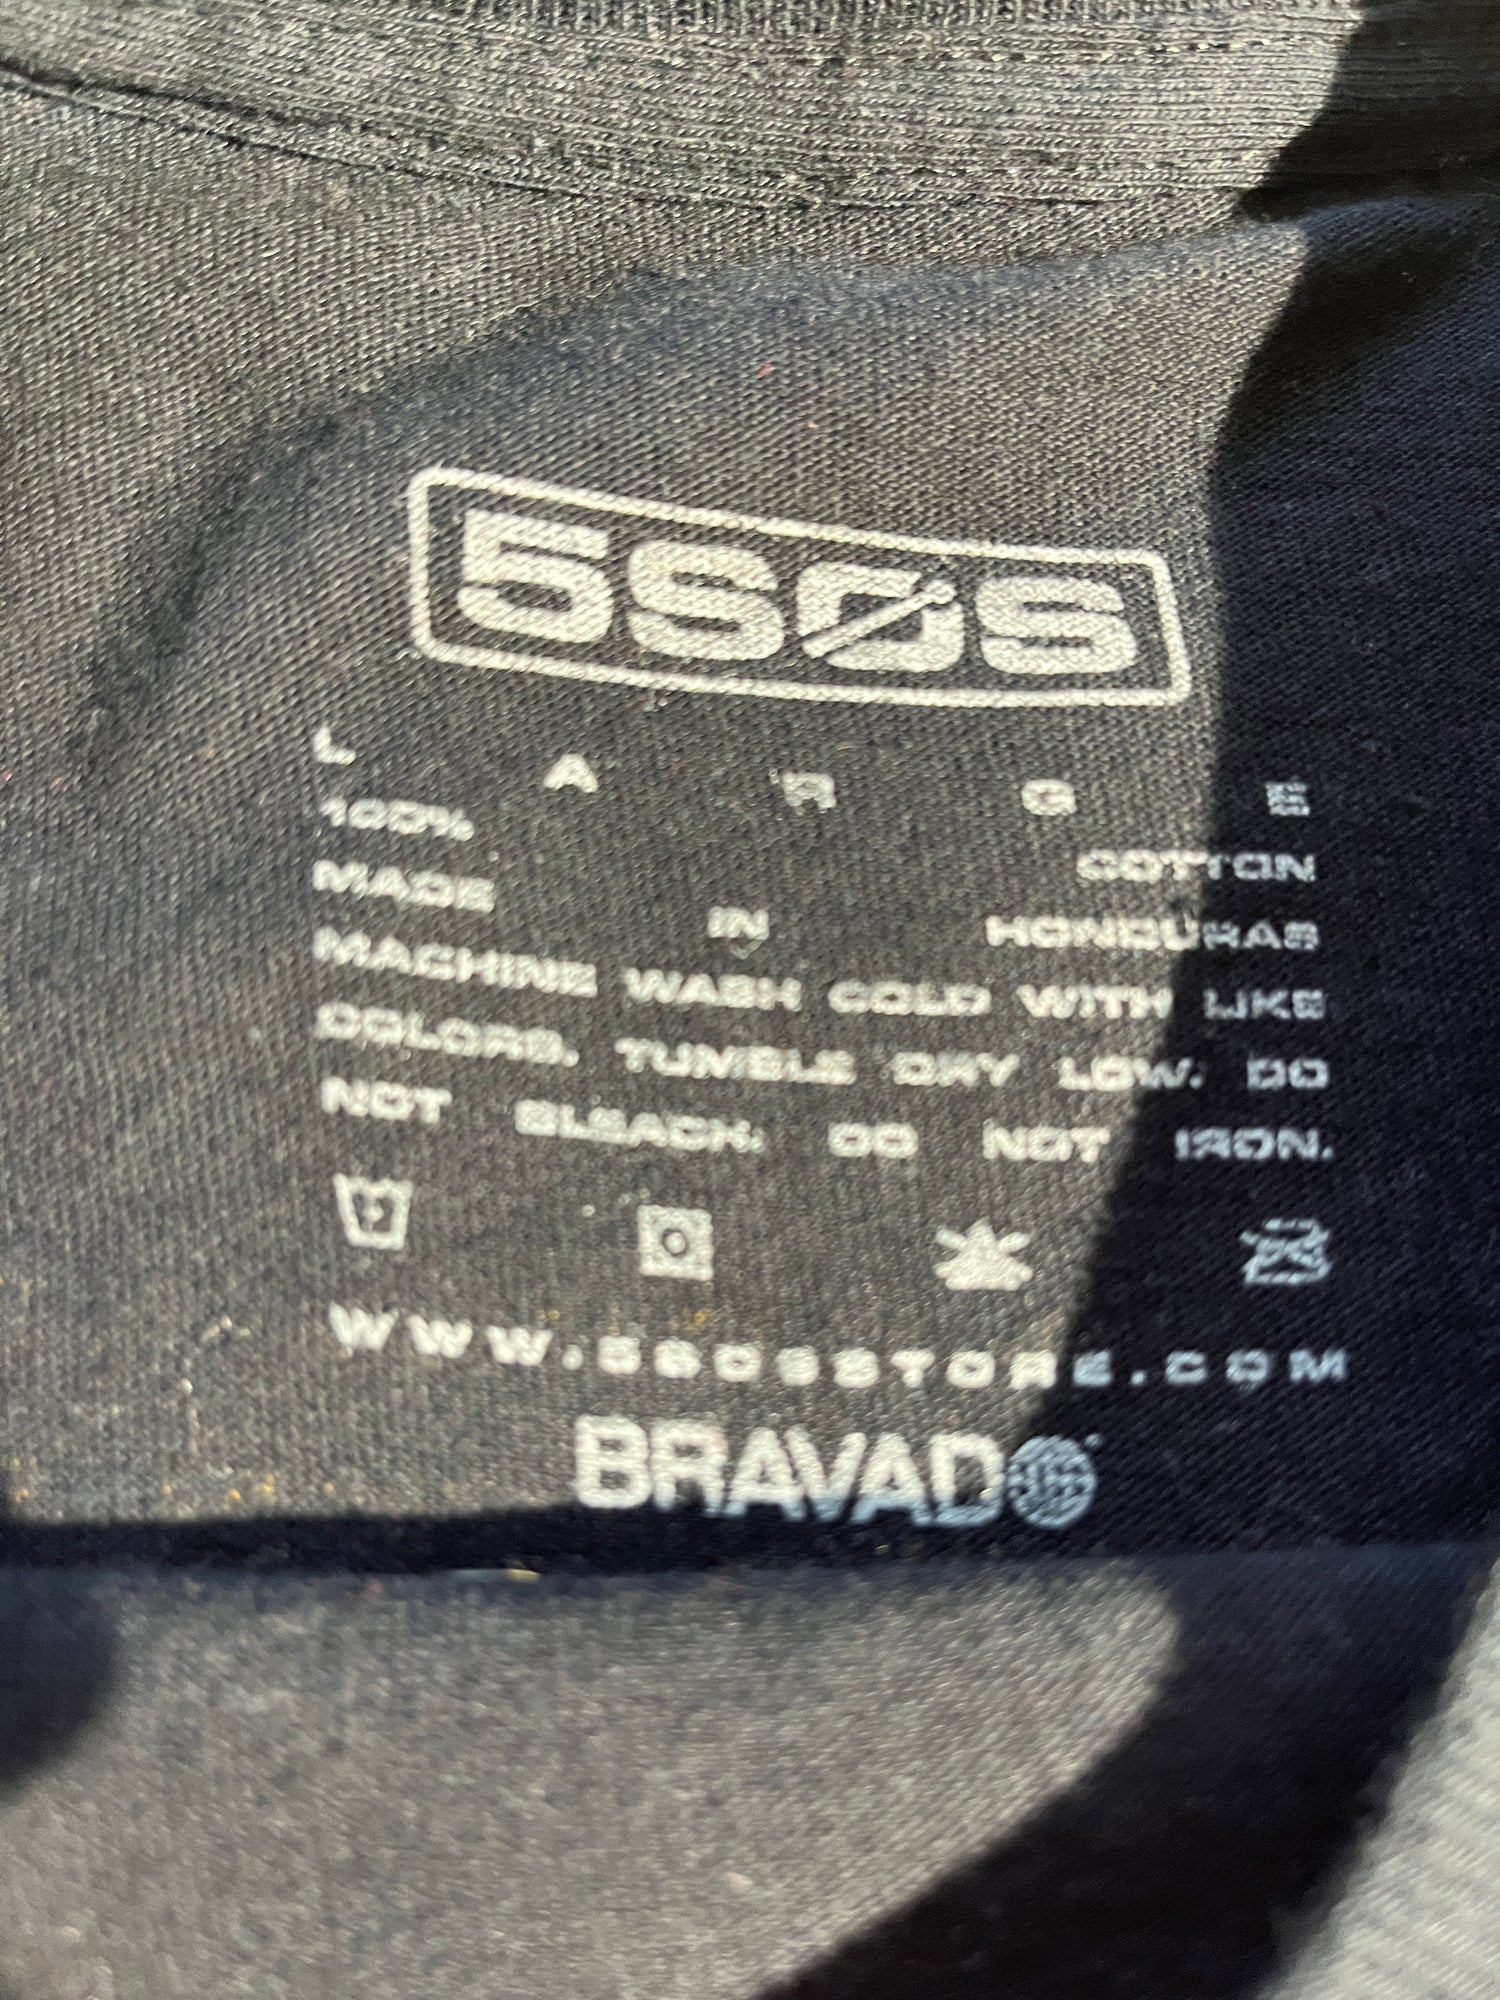 5SOS
LARGE
100% COTTON
MADE IN HONDURAS
MACHINE WASH COLD WITH LIKE
COLORS. TUMBLE DRY LOW. DO
NOT BLEACH. DO NOT IRON.
WWW.5SOSSTORE.COM
BRAVADO